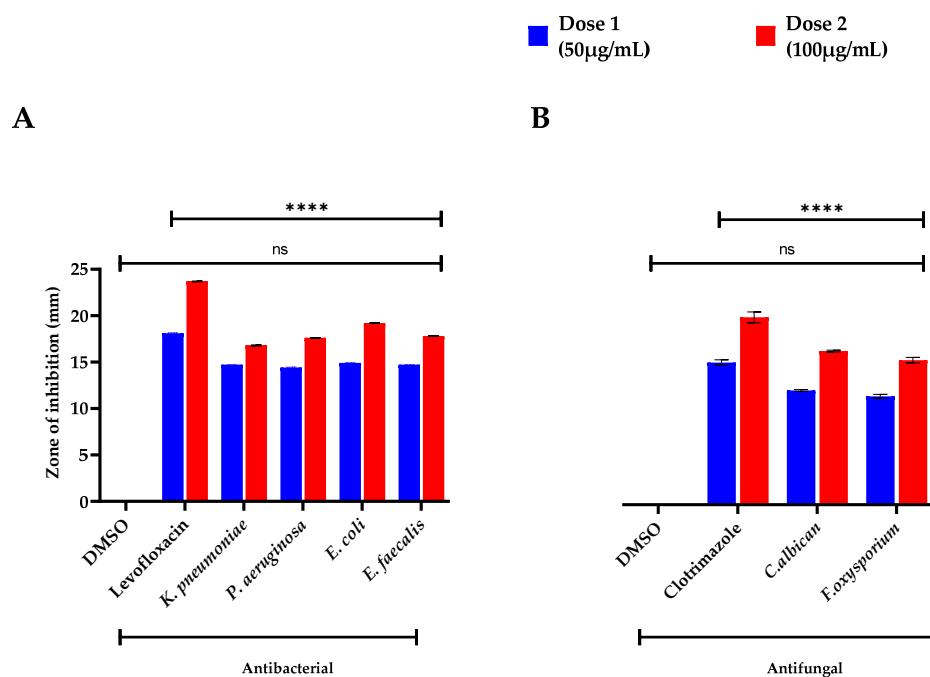 Dose 1
(50µg/mL)
Dose 2
(100µg/mL)
A
B
****
ns
****
ns
Zone of inhibition (mm)
25
20
15
10
5
0
DMSO
Levofloxacin
K. pneumoniae
P. aeruginosa
E. coli
E. faecalis
DMSO
Clotrimazole
C.albican
F.oxysporium
Antibacterial
Antifungal